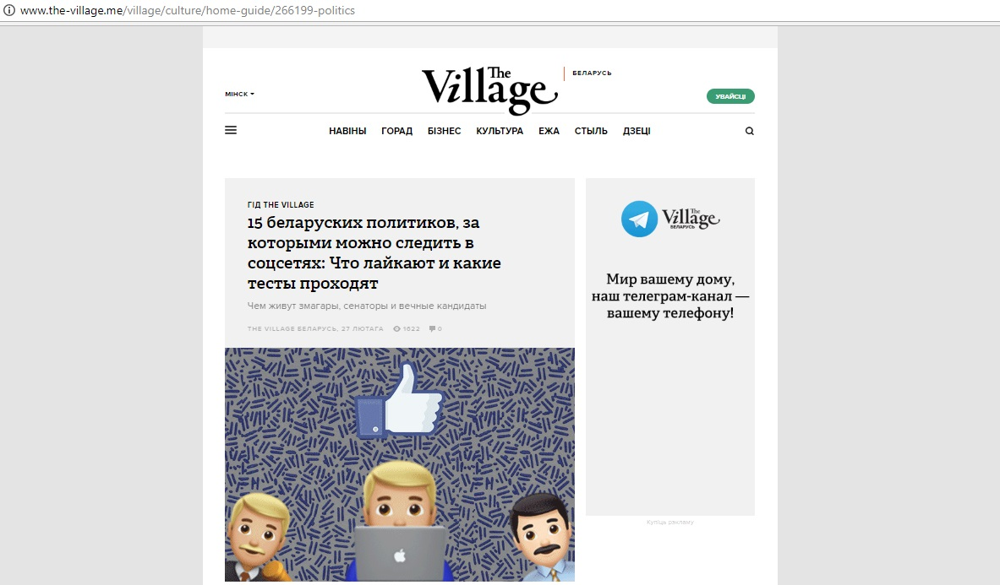 www.the-village.me/village/culture/home-guide/266199-politics
The Village
БЕЛАРУСЬ
МІНСК
УВАЙСЦІ
НАВІНЫ ГОРАД БІЗНЕС КУЛЬТУРА ЕЖА СТЫЛЬ ДЗЕЦІ
ГІД THE VILLAGE
15 беларуских политиков, за
которыми можно следить в
соцсетях: Что лайкают и какие
тесты проходят
Чем живут змагары, сенаторы и вечные кандидаты
THE VILLAGE БЕЛАРУСЬ, 27 ЛЮТАГА 1622 0
The Village
БЕЛАРУСЬ
Мир вашему дому,
наш телеграм-канал —
вашему телефону!
Купіць рекламу